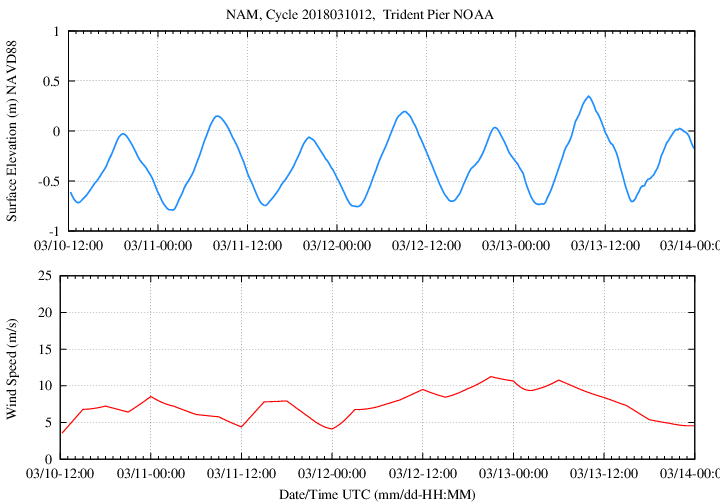 NAM, Cycle 2018031012,  Trident Pier NOAA
Surface Elevation (m) NAVD88
1
0.5
0
-0.5
-1
03/10-12:00 03/11-00:00 03/11-12:00 03/12-00:00 03/12-12:00 03/13-00:00 03/13-12:00 03/14-00:0
Wind Speed (m/s)
25
20
15
10
5
0
03/10-12:00 03/11-00:00 03/11-12:00 03/12-00:00 03/12-12:00 03/13-00:00 03/13-12:00 03/14-00:0
Date/Time UTC (mm/dd-HH:MM)